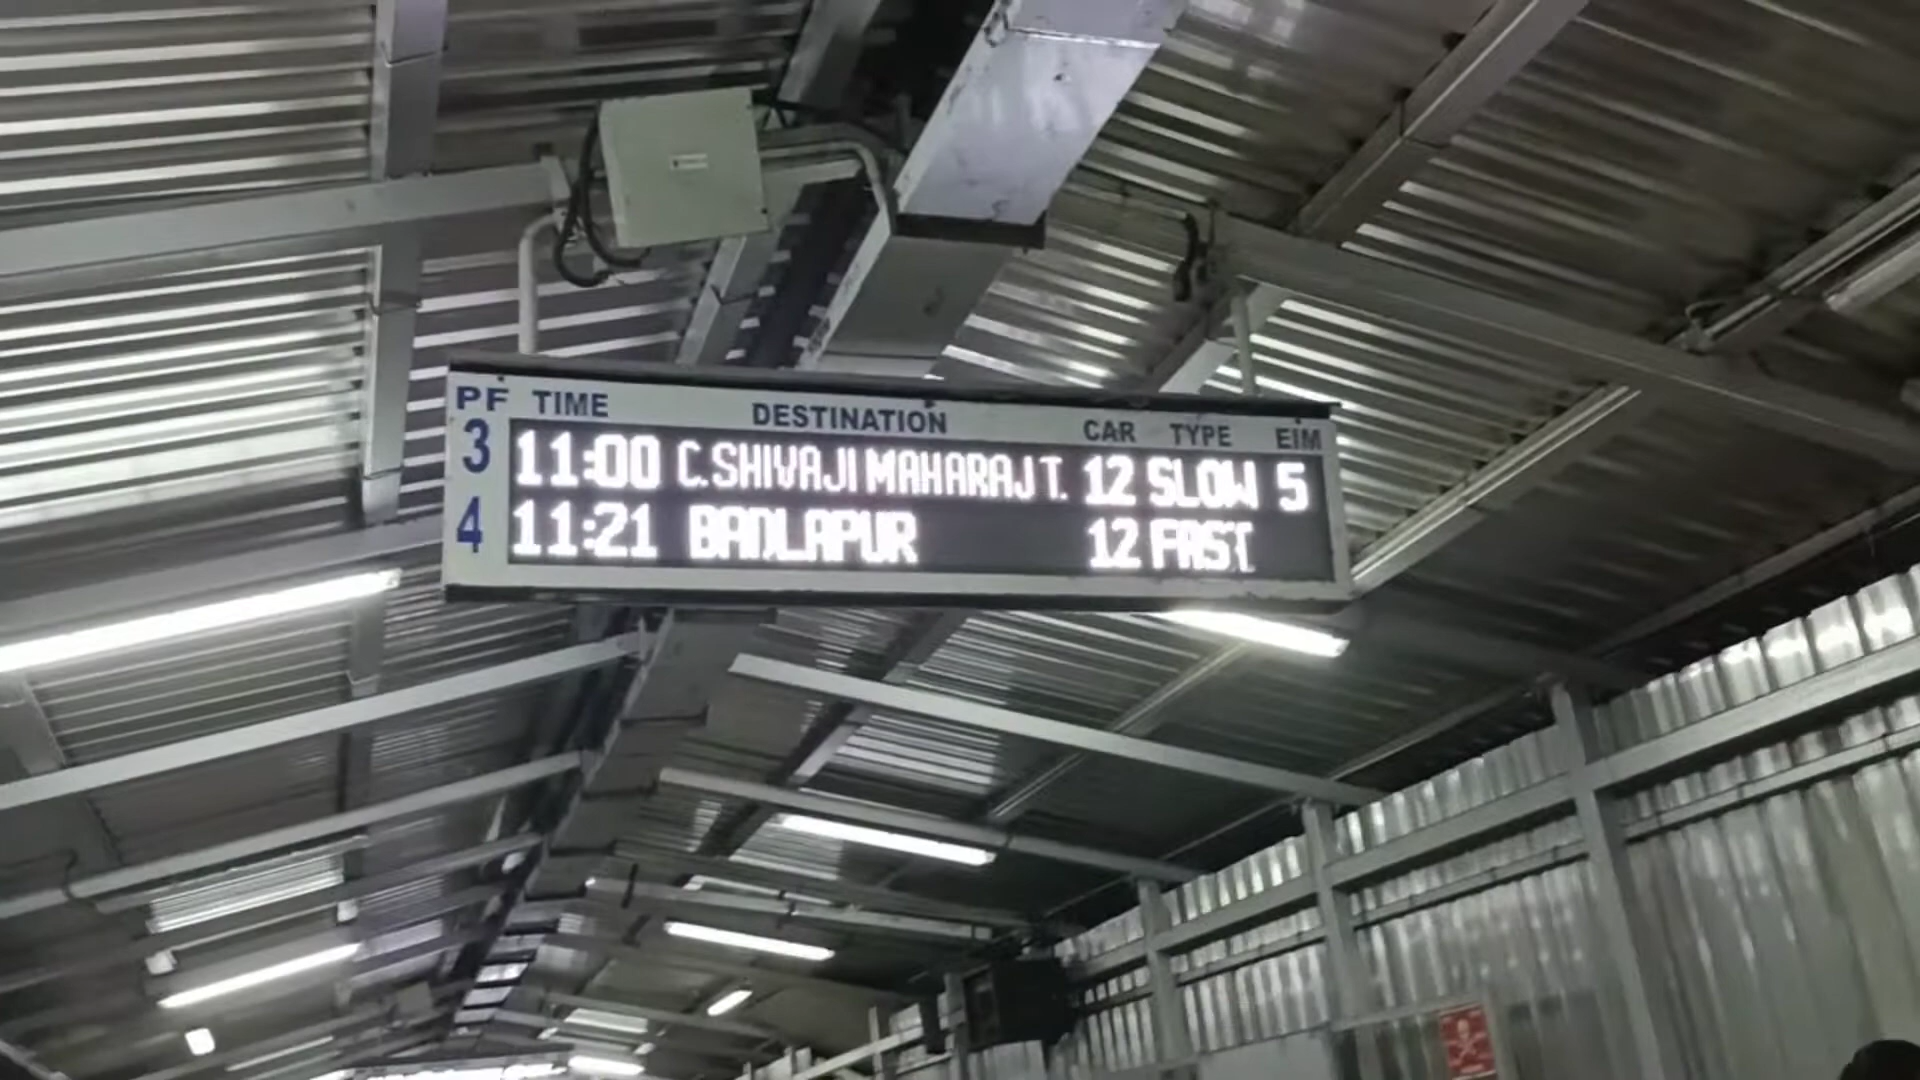 PF TIME DESTINATION CAR TYPE EIM
3 11:00 C.SHIVAJI MAHARAJ T. 12 SLOW 5
4 11:21 BADLAPUR 12 FAST